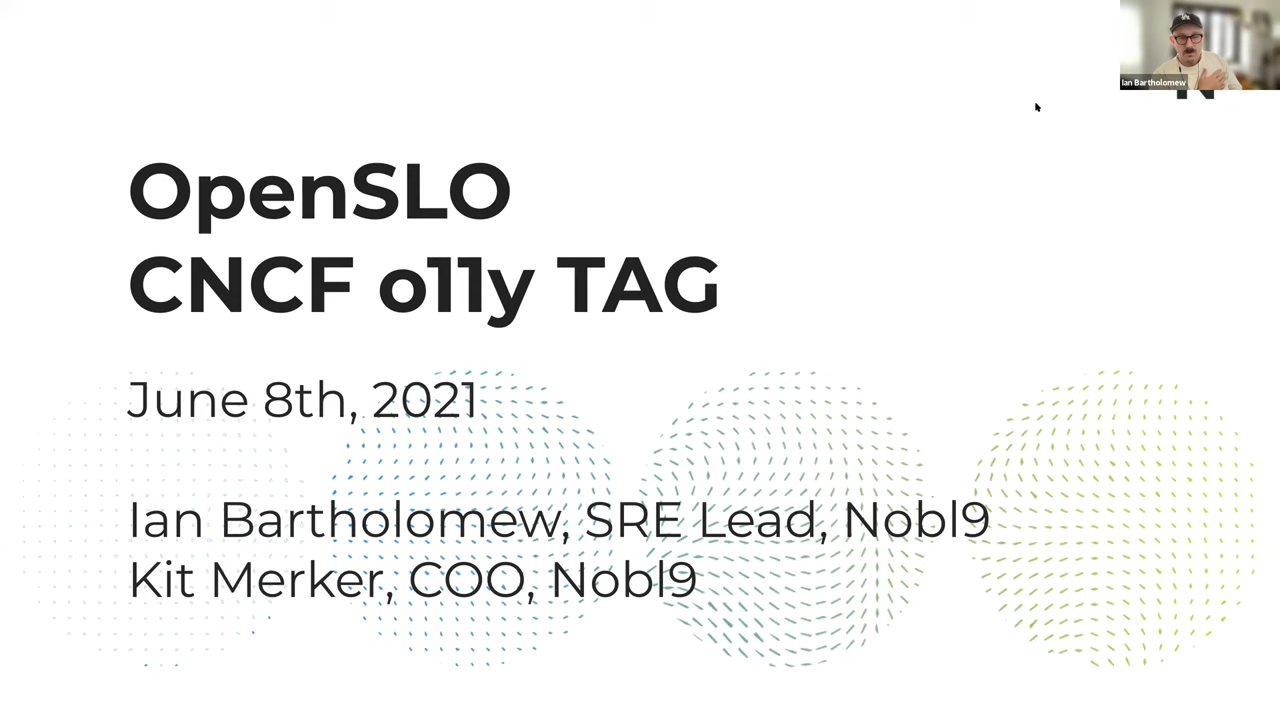 Ian Bartholomew
OpenSLO
CNCF o11y TAG
June 8th, 2021
Ian Bartholomew, SRE Lead, Nobl9
Kit Merker, COO, Nobl9